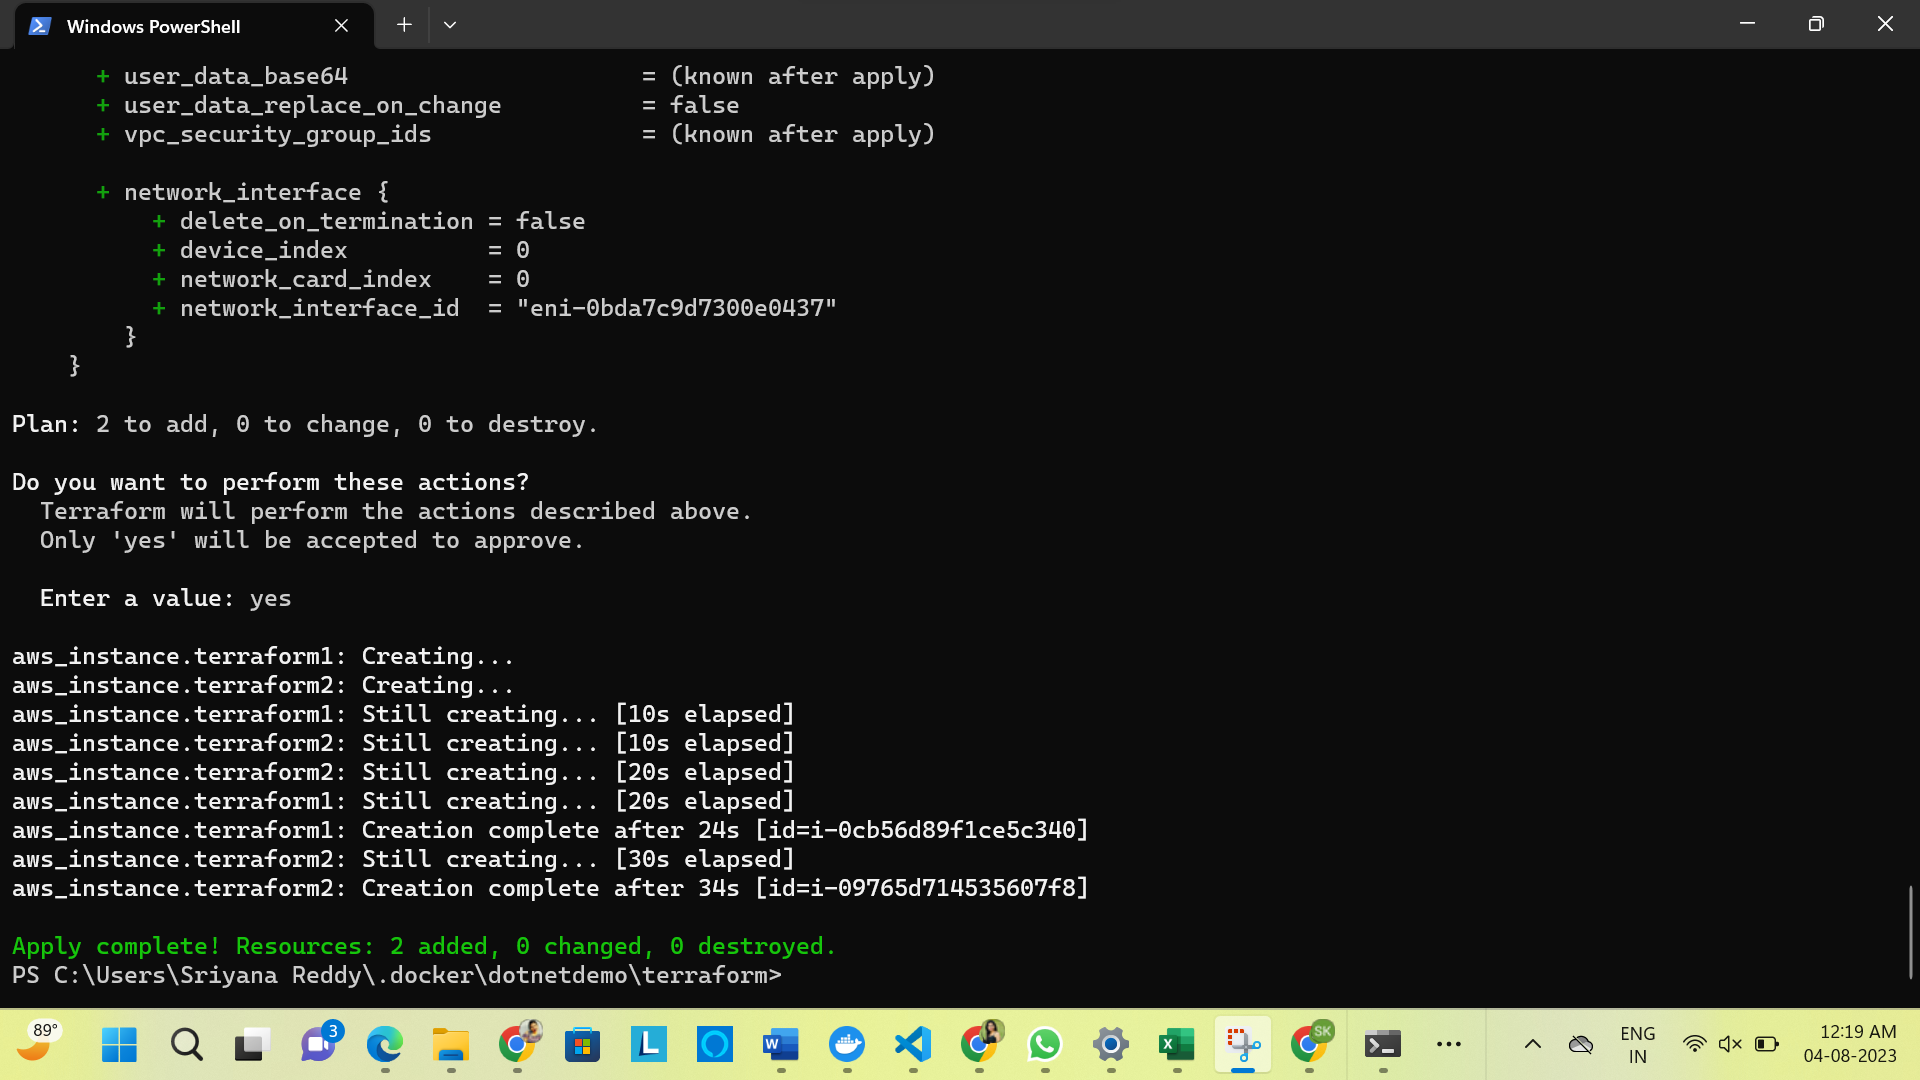 Windows PowerShell
+ user_data_base64 = (known after apply)
+ user_data_replace_on_change = false
+ vpc_security_group_ids = (known after apply)
+ network_interface {
+ delete_on_termination = false
+ device_index = 0
+ network_card_index = 0
+ network_interface_id = "eni-0bda7c9d7300e0437"
}
}
Plan: 2 to add, 0 to change, 0 to destroy.
Do you want to perform these actions?
Terraform will perform the actions described above.
Only 'yes' will be accepted to approve.
Enter a value: yes
aws_instance.terraform1: Creating...
aws_instance.terraform2: Creating...
aws_instance.terraform1: Still creating... [10s elapsed]
aws_instance.terraform2: Still creating... [10s elapsed]
aws_instance.terraform2: Still creating... [20s elapsed]
aws_instance.terraform1: Still creating... [20s elapsed]
aws_instance.terraform1: Creation complete after 24s [id=i-0cb56d89f1ce5c340]
aws_instance.terraform2: Still creating... [30s elapsed]
aws_instance.terraform2: Creation complete after 34s [id=i-09765d714535607f8]
Apply complete! Resources: 2 added, 0 changed, 0 destroyed.
PS C:\Users\Sriyana Reddy\.docker\dotnetdemo\terraform>
89°
3
L
W
X
SK
ENG
IN
12:19 AM
04-08-2023